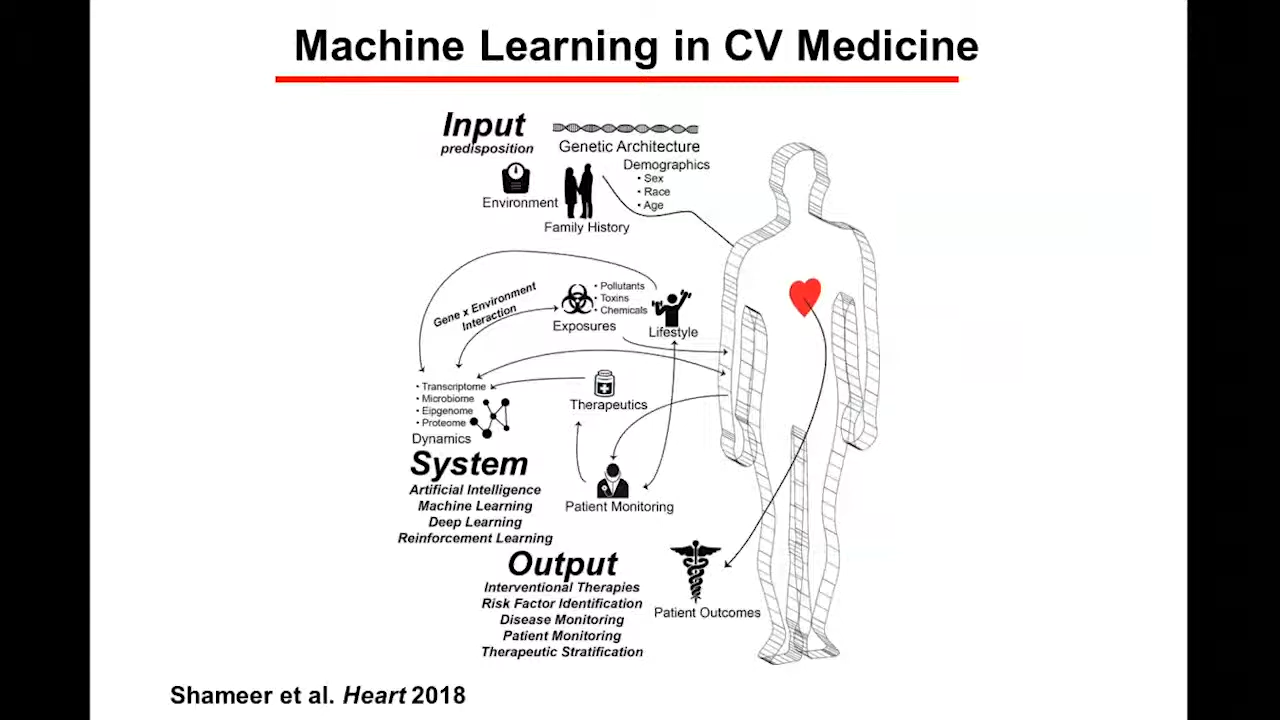 Machine Learning in CV Medicine
Input
predisposition
Genetic Architecture
Demographics
• Sex
• Race
• Age
Environment
Family History
Gene x Environment
Interaction
• Pollutants
• Toxins
• Chemicals
Exposures
Lifestyle
• Transcriptome
• Microbiome
• Eipgenome
• Proteome
Dynamics
Therapeutics
System
Artificial Intelligence
Machine Learning
Deep Learning
Reinforcement Learning
Patient Monitoring
Output
Interventional Therapies
Risk Factor Identification
Disease Monitoring
Patient Monitoring
Therapeutic Stratification
Patient Outcomes
Shameer et al. Heart 2018